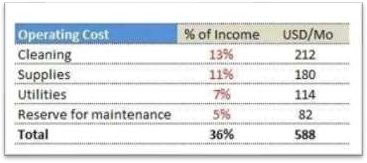 Operating Cost % of Income USD/Mo
Cleaning 13% 212
Supplies 11% 180
Utilities 7% 114
Reserve for maintenance 5% 82
Total 36% 588